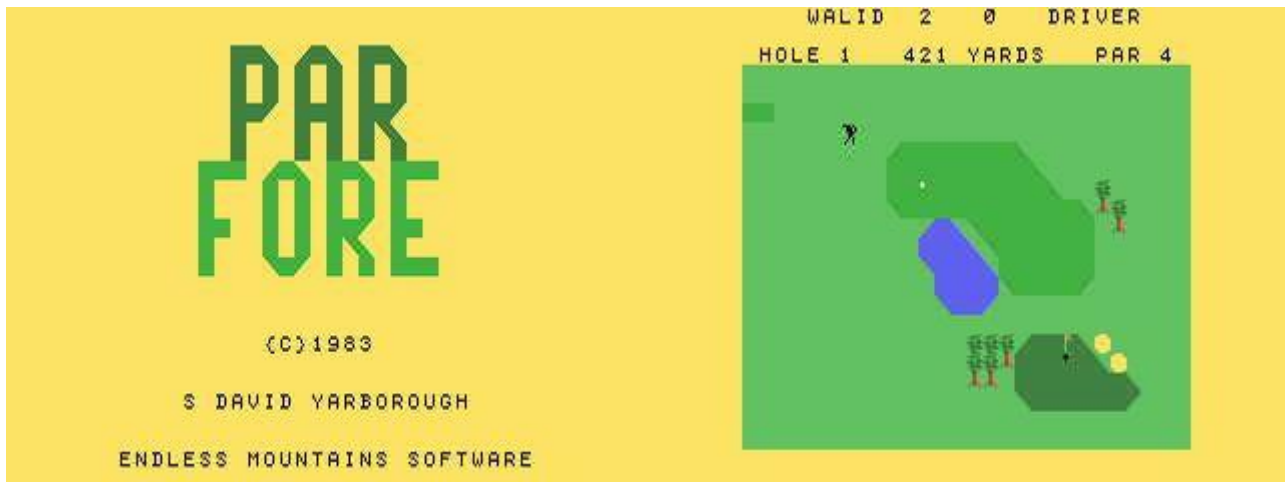 PAR
FORE
{C}1983
S DAVID YARBOROUGH
ENDLESS MOUNTAINS SOFTWARE
WALID 2 0 DRIVER
HOLE 1 421 YARDS PAR 4